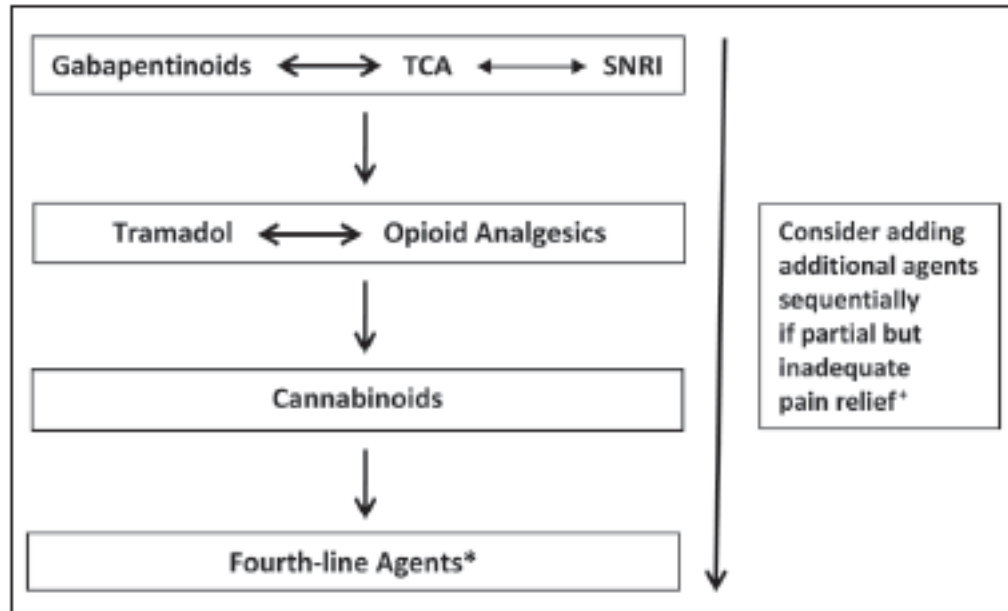 Gabapentinoids TCA SNRI
Tramadol Opioid Analgesics
Cannabinoids
Fourth-line Agents*
Consider adding
additional agents
sequentially
if partial but
inadequate
pain relief⁺